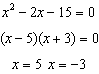 x² − 2x − 15 = 0
(x − 5)(x + 3) = 0
x = 5  x = −3